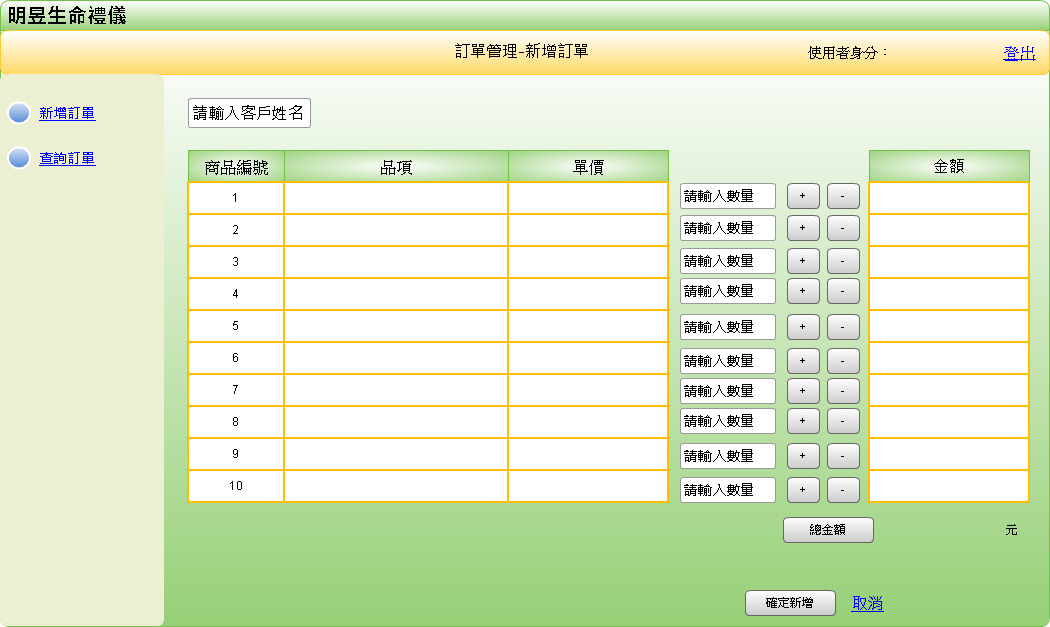 明昱生命禮儀
訂單管理-新增訂單
使用者身分：
登出
新增訂單
查詢訂單
請輸入客戶姓名
商品編號 品項 單價 金額
1 請輸入數量 + -
2 請輸入數量 + -
3 請輸入數量 + -
4 請輸入數量 + -
5 請輸入數量 + -
6 請輸入數量 + -
7 請輸入數量 + -
8 請輸入數量 + -
9 請輸入數量 + -
10 請輸入數量 + -
總金額 元
確定新增 取消